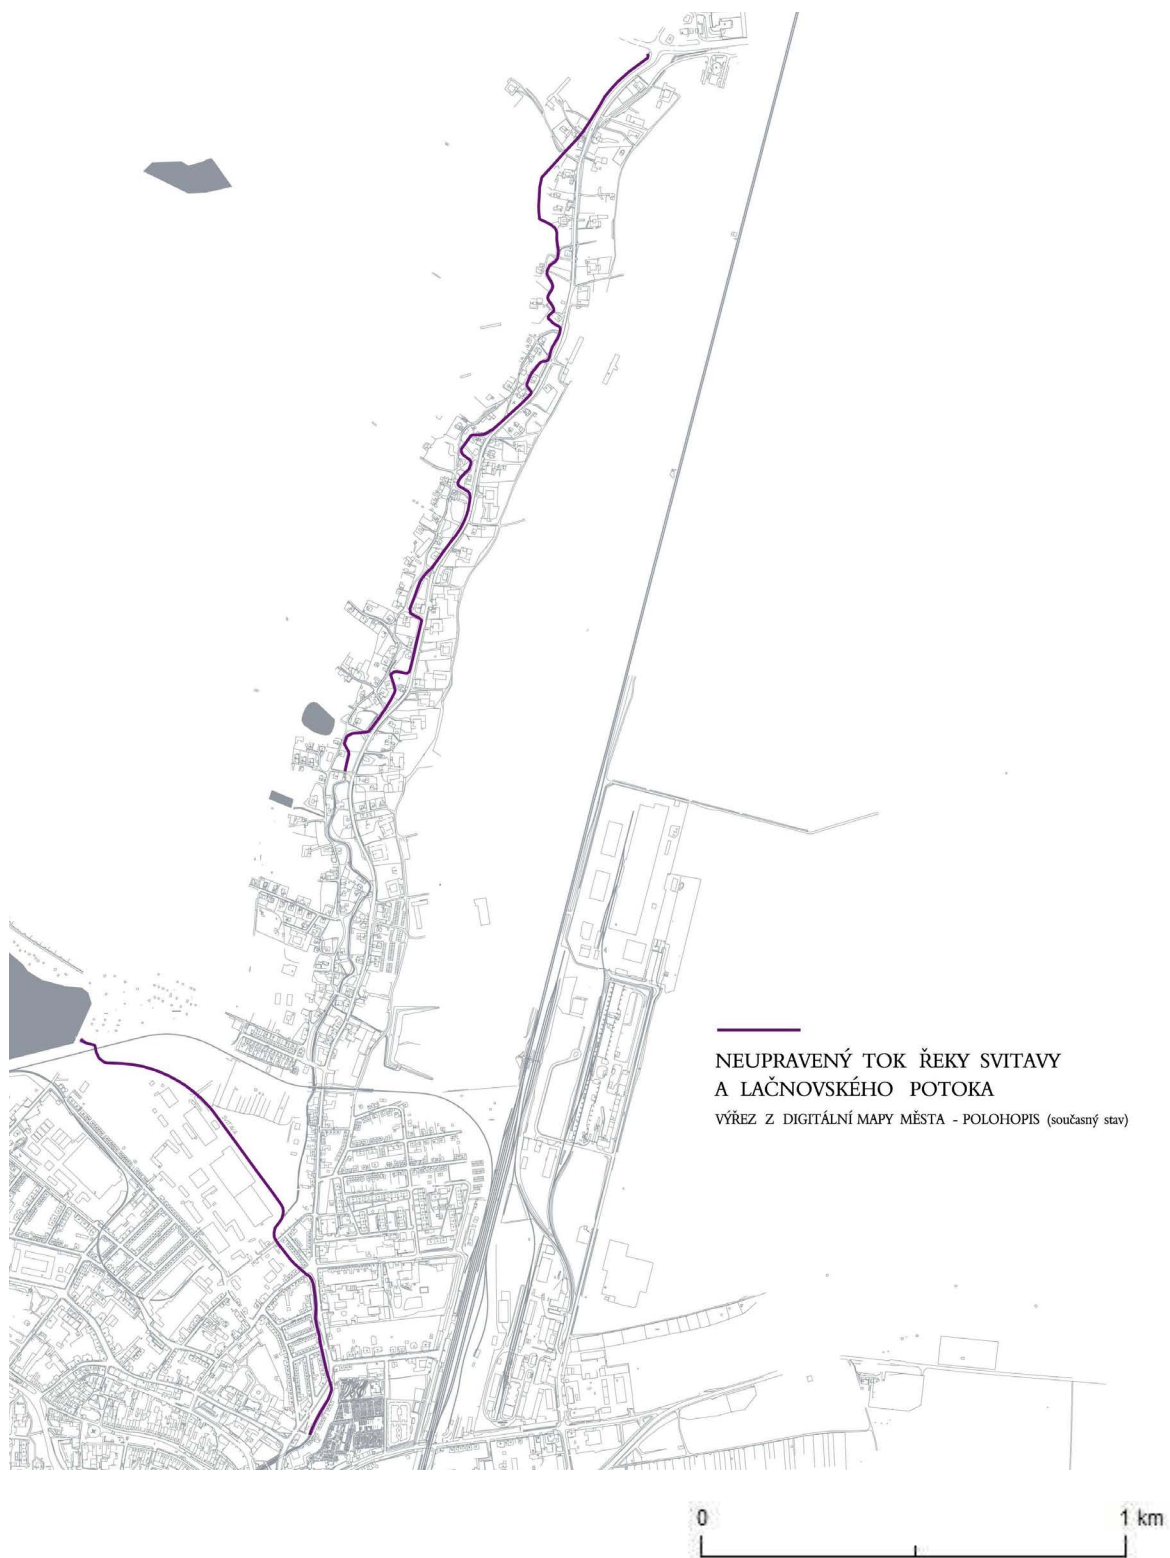 NEUPRAVENÝ TOK ŘEKY SVITAVY
A LAČNOVSKÉHO POTOKA
VÝŘEZ Z DIGITÁLNÍ MAPY MĚSTA - POLOHOPIS (současný stav)
0 1 km